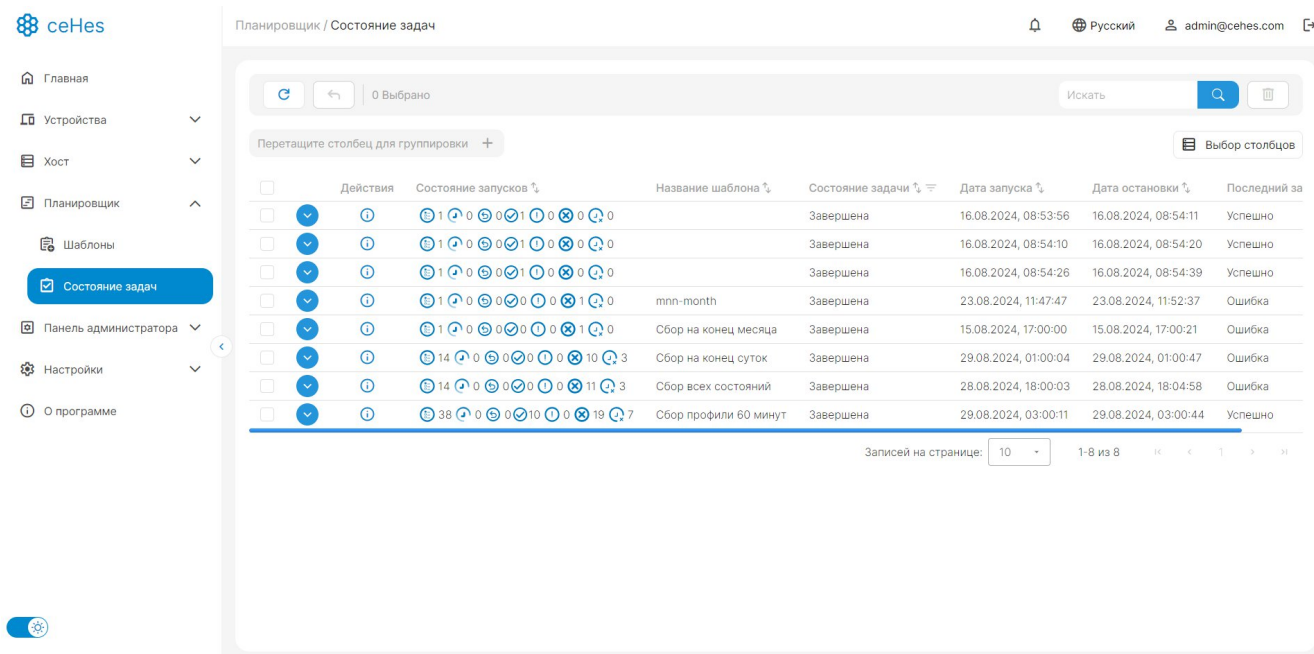 ceHes
Планировщик / Состояние задач
Русский
admin@cehes.com
Главная
Устройства
Хост
Планировщик
Шаблоны
Состояние задач
Панель администратора
Настройки
О программе
0 Выбрано
Искать
Перетащите столбец для группировки +
Выбор столбцов
Действия Состояние запусков Название шаблона Состояние задачи Дата запуска Дата остановки Последний за
1 0 0 1 0 0 0 Завершена 16.08.2024, 08:53:56 16.08.2024, 08:54:11 Успешно
1 0 0 1 0 0 0 Завершена 16.08.2024, 08:54:10 16.08.2024, 08:54:20 Успешно
1 0 0 1 0 0 0 Завершена 16.08.2024, 08:54:26 16.08.2024, 08:54:39 Успешно
1 0 0 0 0 1 0 mnn-month Завершена 23.08.2024, 11:47:47 23.08.2024, 11:52:37 Ошибка
1 0 0 0 0 1 0 Сбор на конец месяца Завершена 15.08.2024, 17:00:00 15.08.2024, 17:00:21 Ошибка
14 0 0 0 0 10 3 Сбор на конец суток Завершена 29.08.2024, 01:00:04 29.08.2024, 01:00:47 Ошибка
14 0 0 0 0 11 3 Сбор всех состояний Завершена 28.08.2024, 18:00:03 28.08.2024, 18:04:58 Ошибка
38 0 0 10 0 19 7 Сбор профили 60 минут Завершена 29.08.2024, 03:00:11 29.08.2024, 03:00:44 Успешно
Записей на странице: 10 1-8 из 8 1